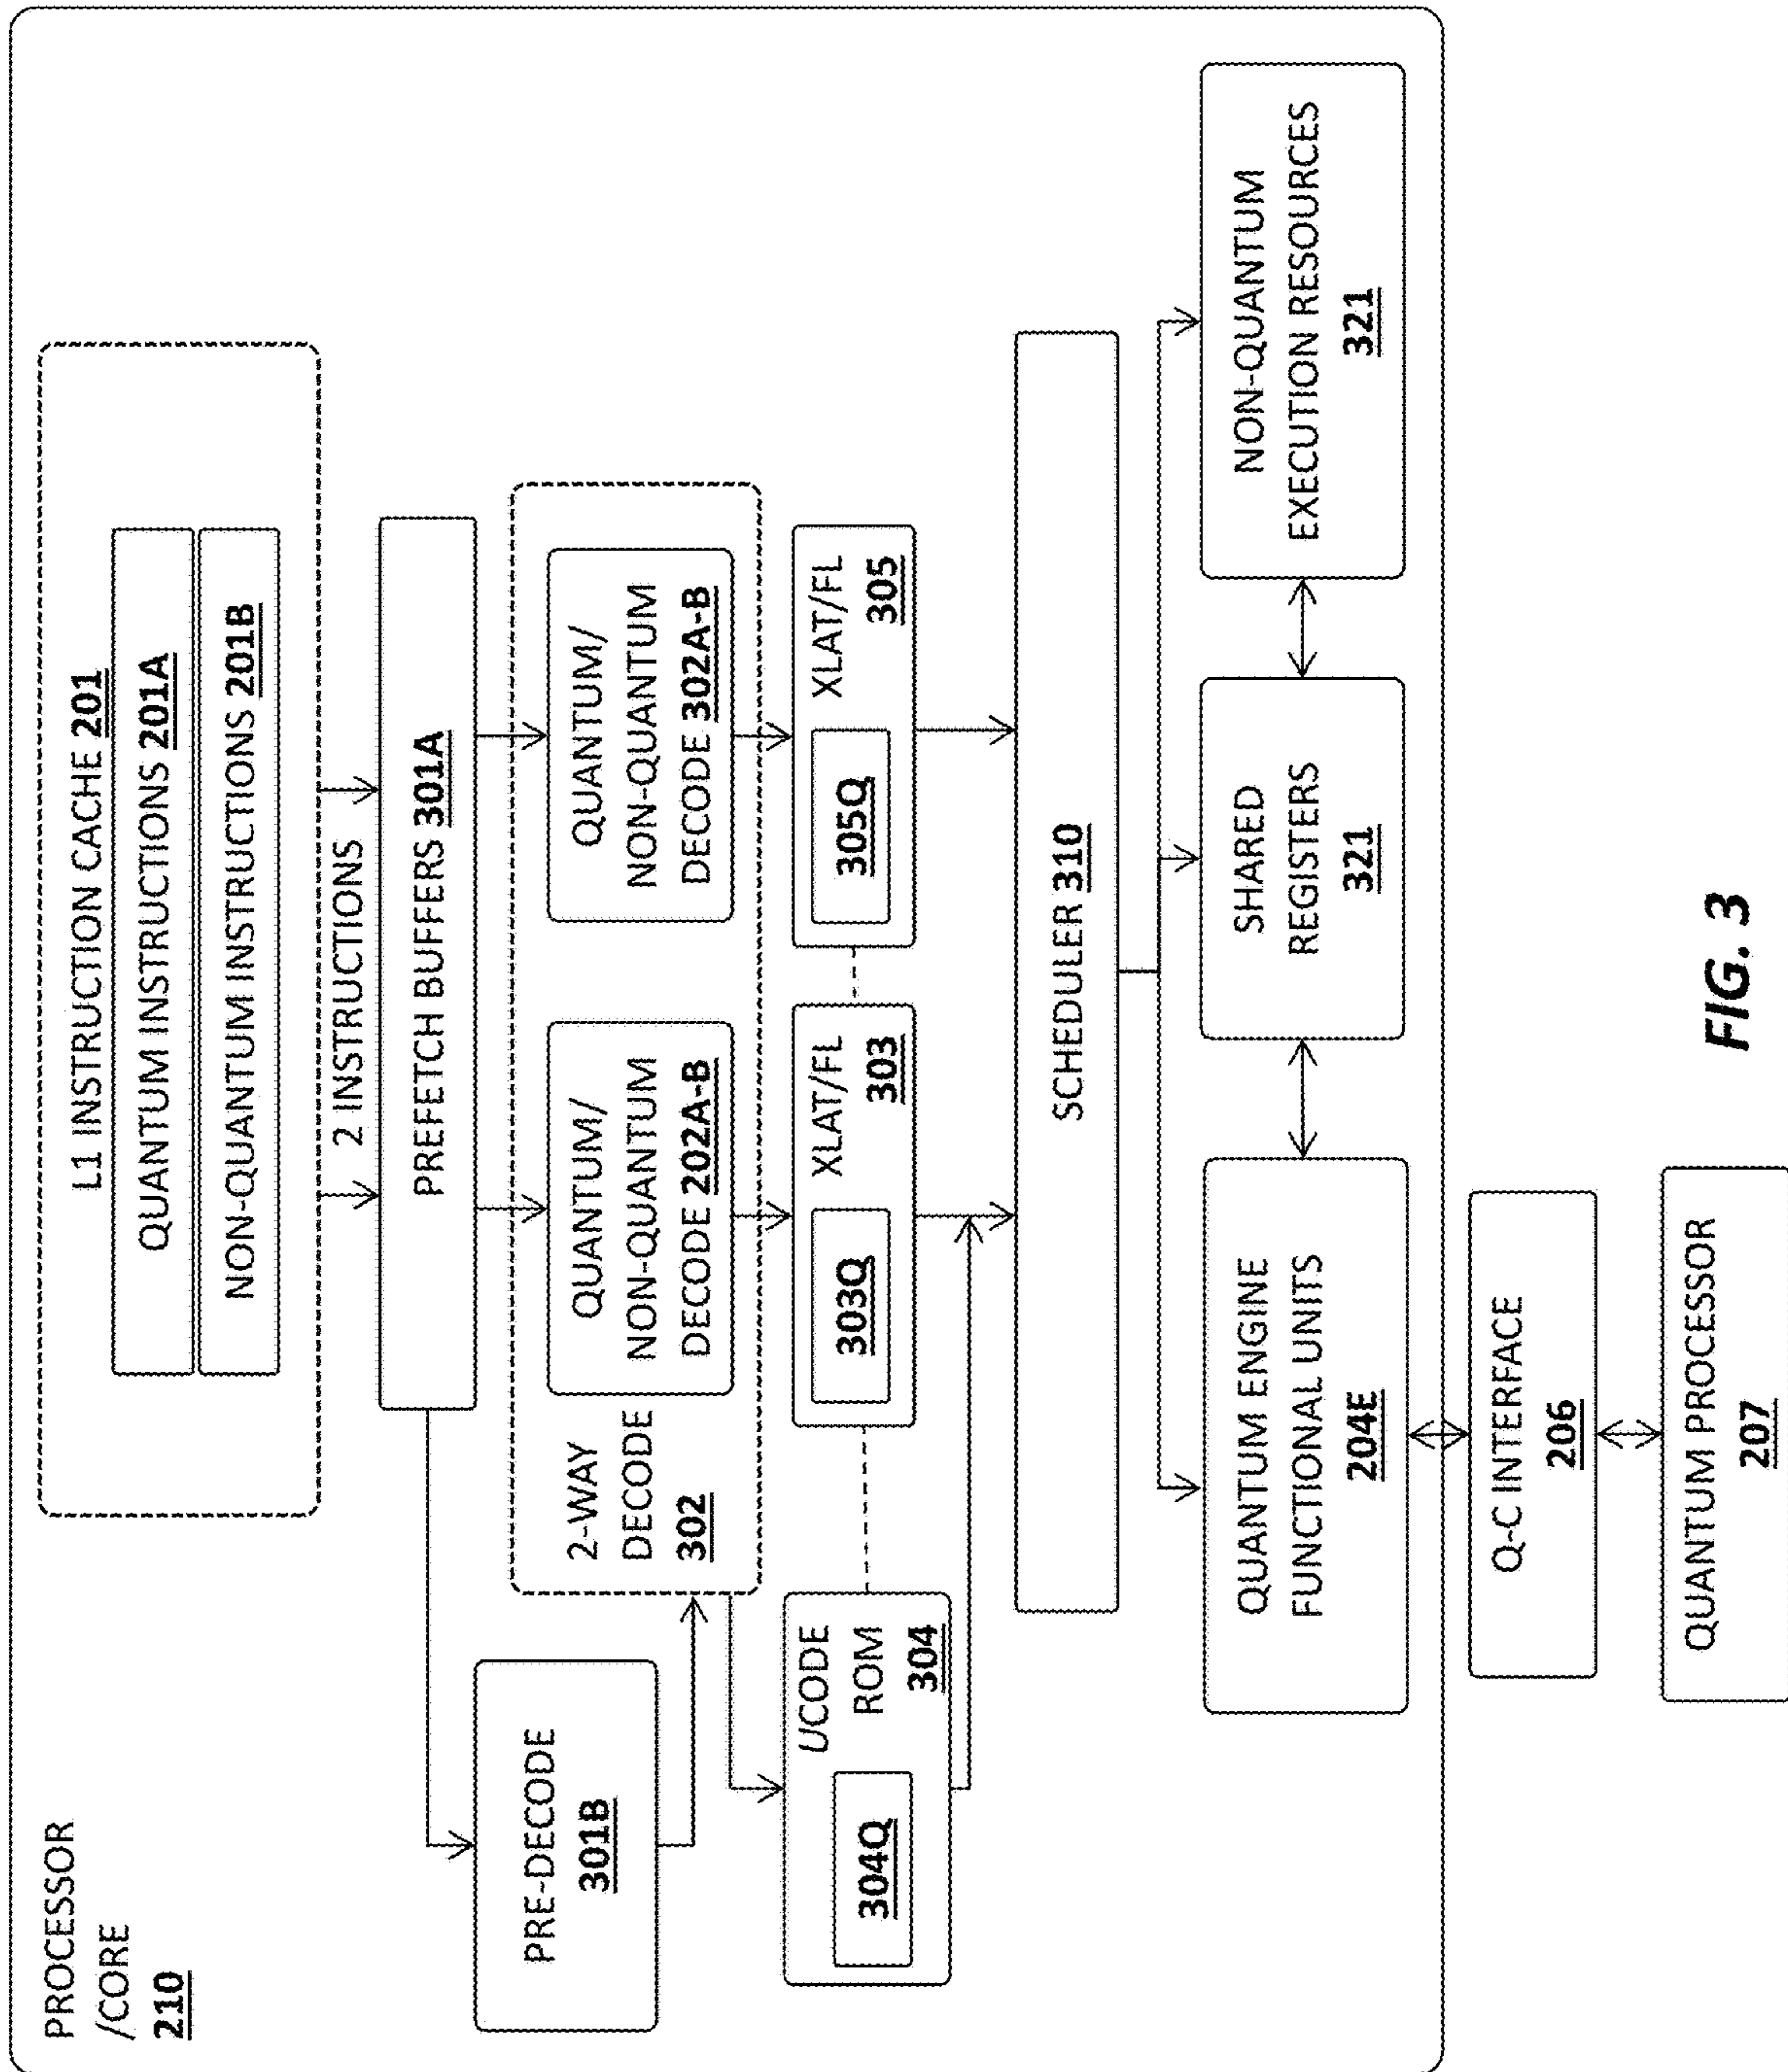 PROCESSOR
/CORE
210
L1 INSTRUCTION CACHE 201
QUANTUM INSTRUCTIONS 201A
NON-QUANTUM INSTRUCTIONS 201B
2 INSTRUCTIONS
PREFETCH BUFFERS 301A
PRE-DECODE
301B
2-WAY
DECODE
302
QUANTUM/
NON-QUANTUM
DECODE 202A-B
QUANTUM/
NON-QUANTUM
DECODE 302A-B
UCODE
ROM
304
304Q
XLAT/FL
303
303Q
XLAT/FL
305
305Q
SCHEDULER 310
QUANTUM ENGINE
FUNCTIONAL UNITS
204E
SHARED
REGISTERS
321
NON-QUANTUM
EXECUTION RESOURCES
321
Q-C INTERFACE
206
QUANTUM PROCESSOR
207
FIG. 3